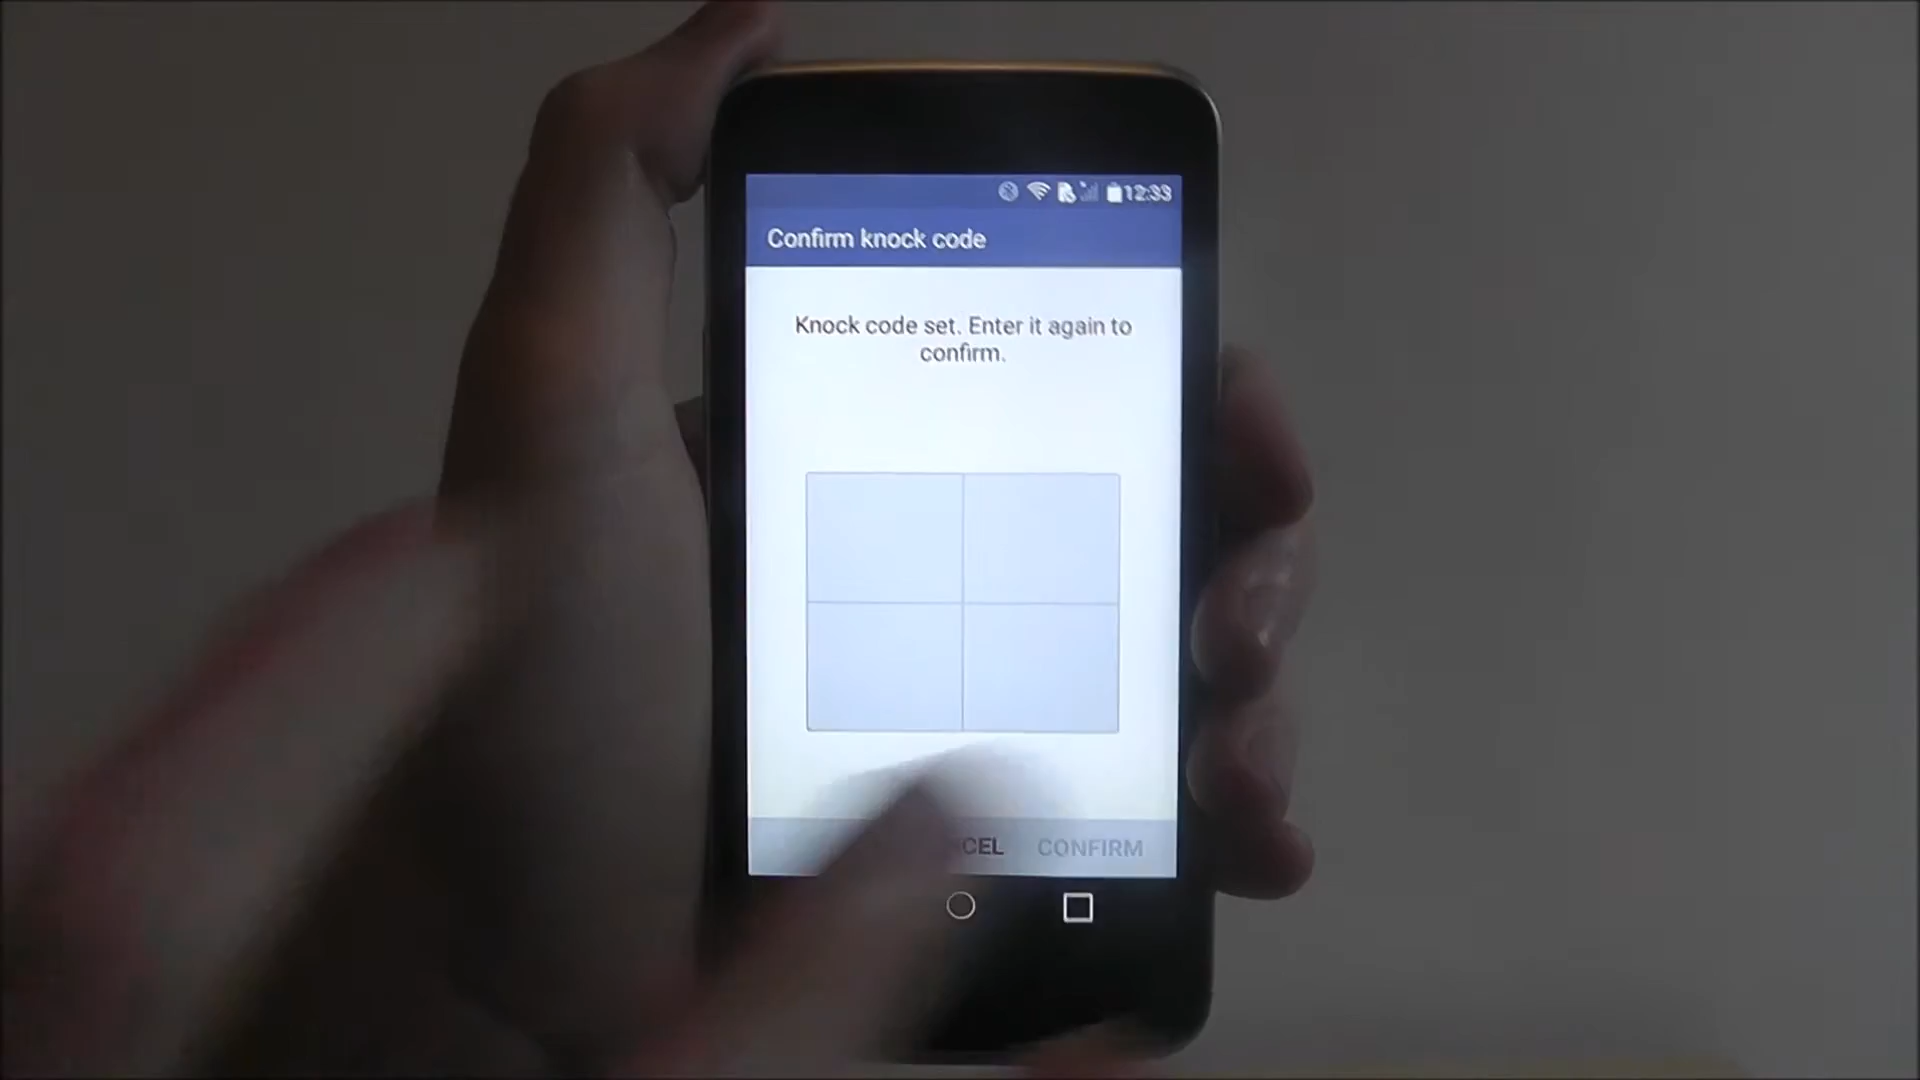 12:33
Confirm knock code
Knock code set. Enter it again to
confirm.
CEL CONFIRM